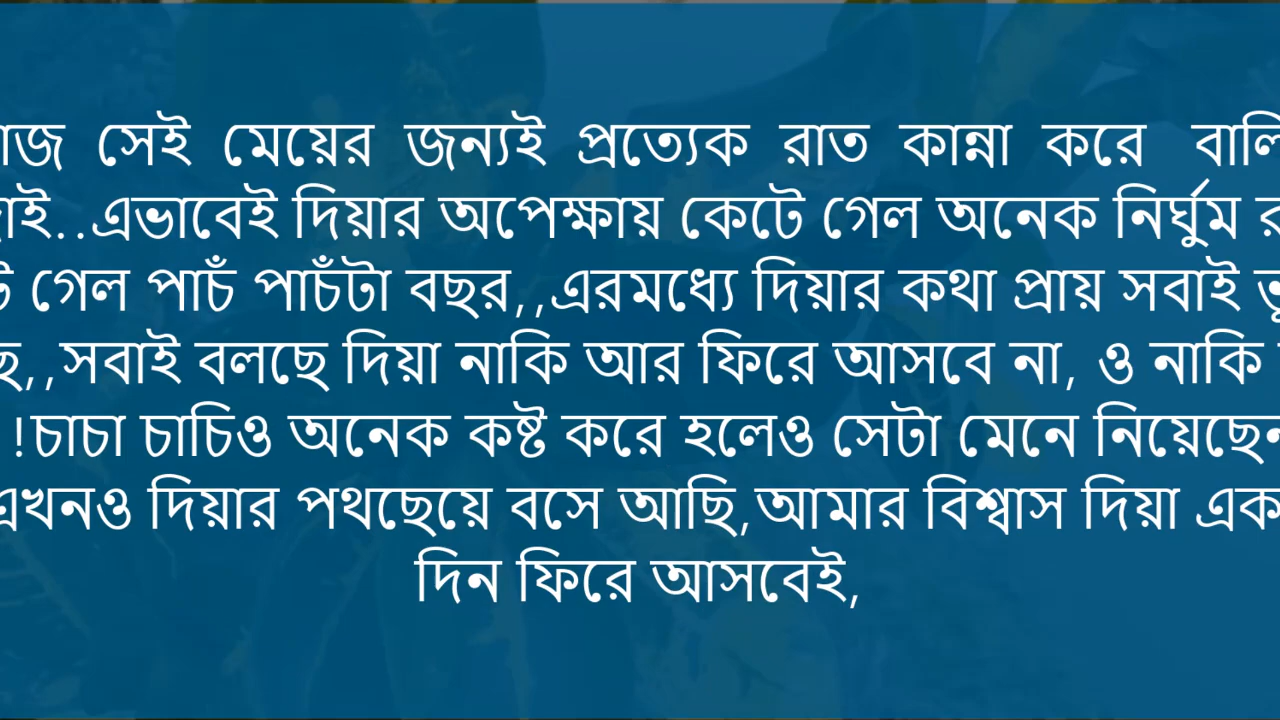 সেই মেয়ের জন্যই প্রত্যেক রাত কান্না করে
..এভাবেই দিয়ার অপেক্ষায় কেটে গেল অনেক নির্ঘুম
গেল পাচঁ পাচঁটা বছর,,এরমধ্যে দিয়ার কথা প্রায় সবাই
,,সবাই বলছে দিয়া নাকি আর ফিরে আসবে না, ও নাকি
!চাচা চাচিও অনেক কষ্ট করে হলেও সেটা মেনে নিয়েছেন
এখনও দিয়ার পথছেয়ে বসে আছি,আমার বিশ্বাস দিয়া এক
দিন ফিরে আসবেই,